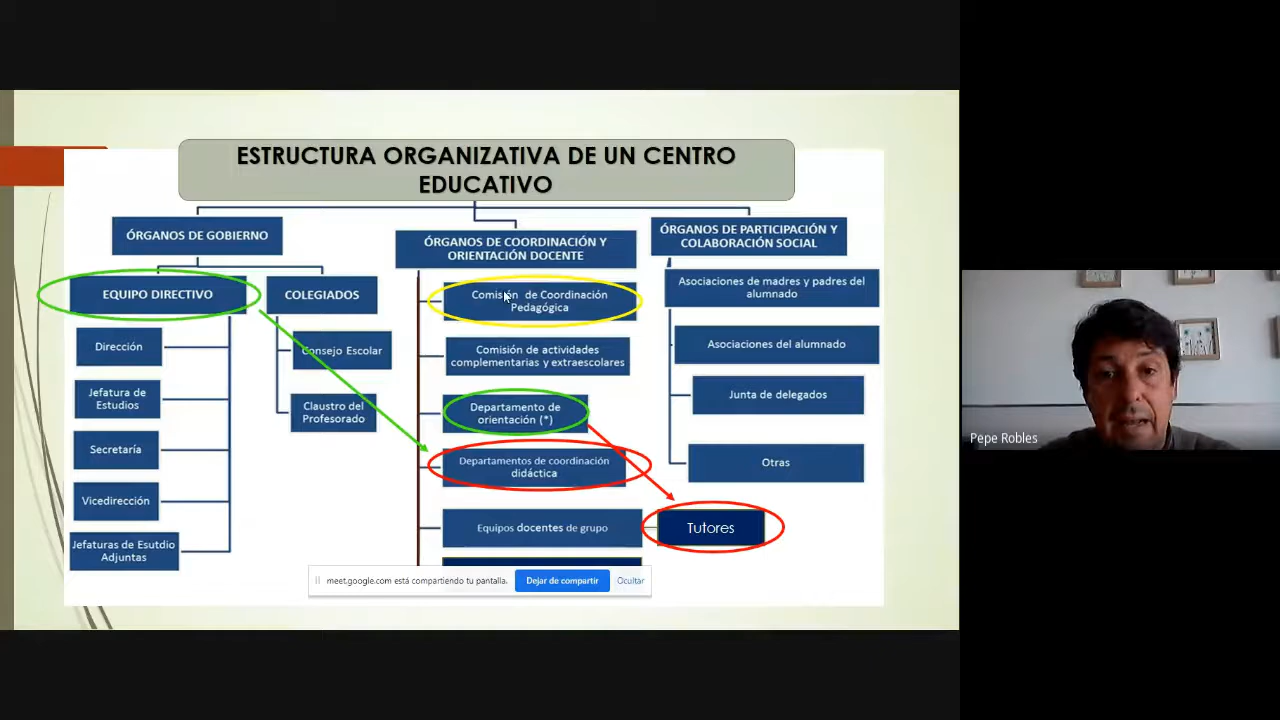 ESTRUCTURA ORGANIZATIVA DE UN CENTRO
EDUCATIVO
ÓRGANOS DE GOBIERNO
EQUIPO DIRECTIVO
Dirección
Jefatura de
Estudios
Secretaría
Vicedirección
Jefaturas de Esutdio
Adjuntas
COLEGIADOS
Consejo Escolar
Claustro del
Profesorado
ÓRGANOS DE COORDINACIÓN Y
ORIENTACIÓN DOCENTE
Comisión de Coordinación
Pedagógica
Comisión de actividades
complementarias y extraescolares
Departamento de
orientación (*)
Departamentos de coordinación
didáctica
Equipos docentes de grupo
Tutores
ÓRGANOS DE PARTICIPACIÓN Y
COLABORACIÓN SOCIAL
Asociaciones de madres y padres del
alumnado
Asociaciones del alumnado
Junta de delegados
Otras
meet.google.com está compartiendo tu pantalla.
Dejar de compartir
Ocultar
Pepe Robles